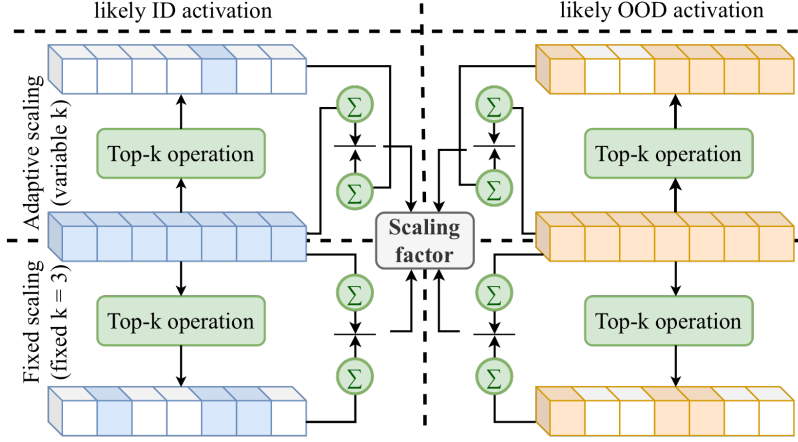 likely ID activation
likely OOD activation
Adaptive scaling
(variable k)
Σ
Σ
Top-k operation
Top-k operation
Σ
Σ
Scaling
factor
Fixed scaling
(fixed k = 3)
Σ
Σ
Top-k operation
Top-k operation
Σ
Σ